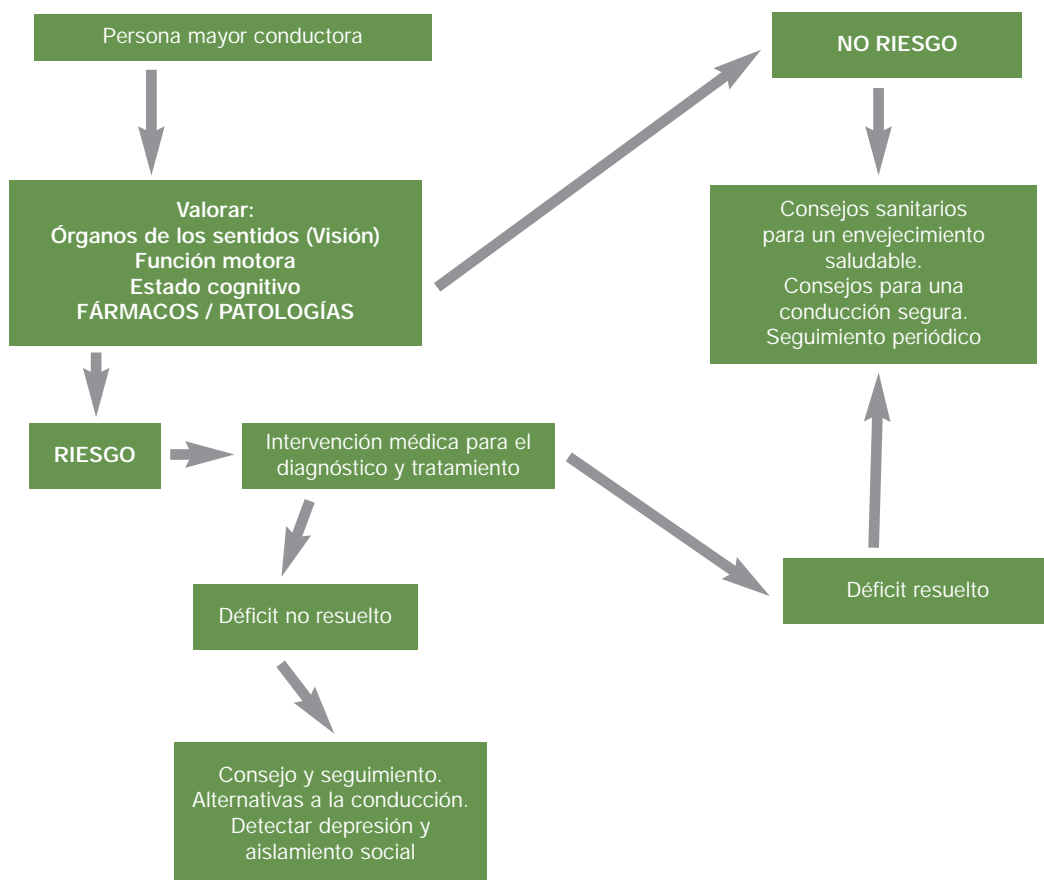 Persona mayor conductora
NO RIESGO
Valorar:
Órganos de los sentidos (Visión)
Función motora
Estado cognitivo
FÁRMACOS / PATOLOGÍAS
Consejos sanitarios
para un envejecimiento
saludable.
Consejos para una
conducción segura.
Seguimiento periódico
RIESGO
Intervención médica para el
diagnóstico y tratamiento
Déficit no resuelto
Déficit resuelto
Consejo y seguimiento.
Alternativas a la conducción.
Detectar depresión y
aislamiento social